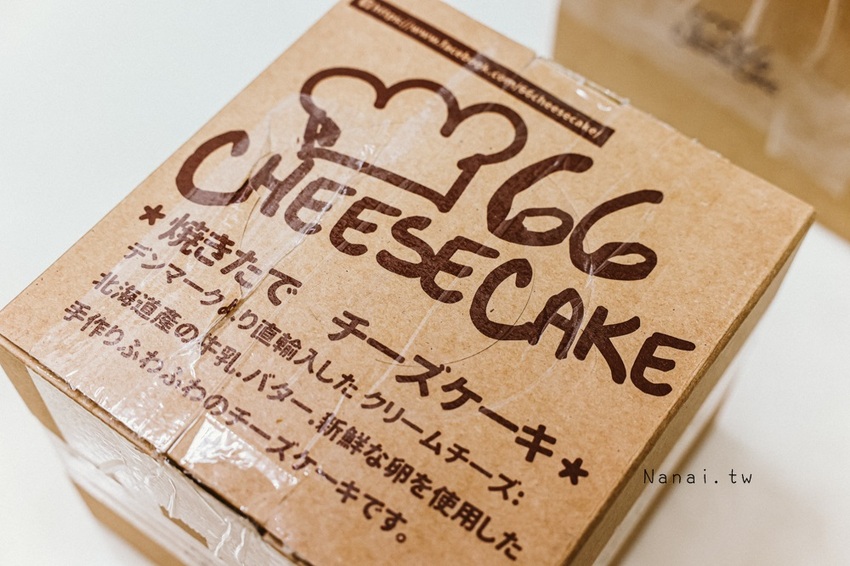 https://www.facebook.com/66cheesecake/
66
CHEESECAKE
★焼きたて チーズケーキ★
デンマークより直輸入したクリームチーズ:
北海道産の牛乳.バター.新鮮な卵を使用した
手作りふわふわのチーズケーキです。
Nanai.tw